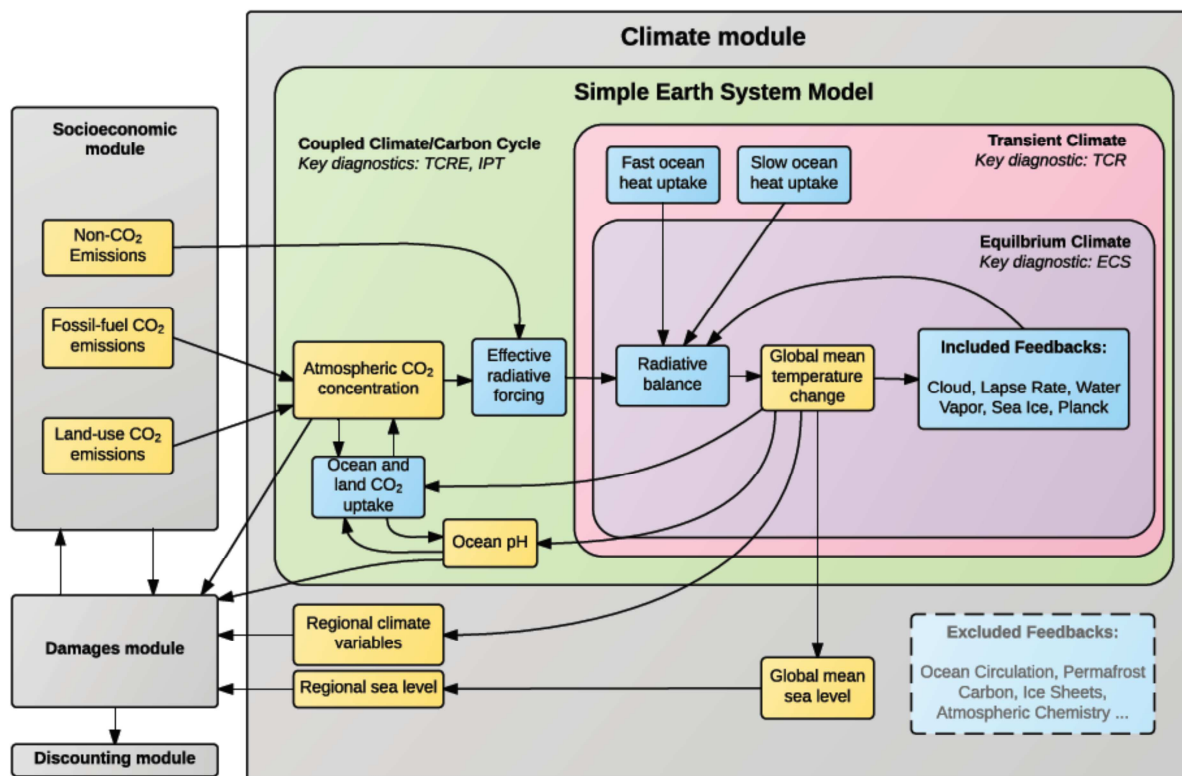 Climate module
Simple Earth System Model
Socioeconomic
module
Coupled Climate/Carbon Cycle
Key diagnostics: TCRE, IPT
Transient Climate
Key diagnostic: TCR
Fast ocean
heat uptake
Slow ocean
heat uptake
Non-CO₂
Emissions
Equilbrium Climate
Key diagnostic: ECS
Fossil-fuel CO₂
emissions
Atmospheric CO₂
concentration
Effective
radiative
forcing
Radiative
balance
Global mean
temperature
change
Included Feedbacks:
Cloud, Lapse Rate, Water
Vapor, Sea Ice, Planck
Land-use CO₂
emissions
Ocean and
land CO₂
uptake
Ocean pH
Damages module
Regional climate
variables
Regional sea level
Global mean
sea level
Excluded Feedbacks:
Ocean Circulation, Permafrost
Carbon, Ice Sheets,
Atmospheric Chemistry ...
Discounting module